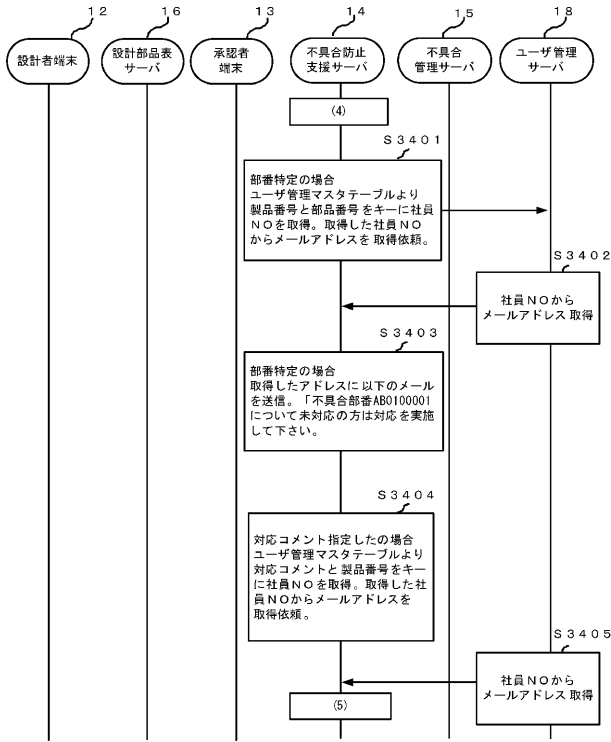 12
16
13
14
15
18
設計者端末
設計部品表
サーバ
承認者
端末
不具合防止
支援サーバ
不具合
管理サーバ
ユーザ管理
サーバ
(4)
S3401
部番特定の場合
ユーザ管理マスタテーブルより
製品番号と部品番号をキーに社員
NOを取得。取得した社員NO
からメールアドレスを取得依頼。
S3402
社員NOから
メールアドレス取得
S3403
部番特定の場合
取得したアドレスに以下のメール
を送信。「不具合部番AB0100001
について未対応の方は対応を実施
して下さい。
S3404
対応コメント指定したの場合
ユーザ管理マスタテーブルより
対応コメントと製品番号をキー
に社員NOを取得。取得した社
員NOからメールアドレスを
取得依頼。
S3405
社員NOから
メールアドレス取得
(5)